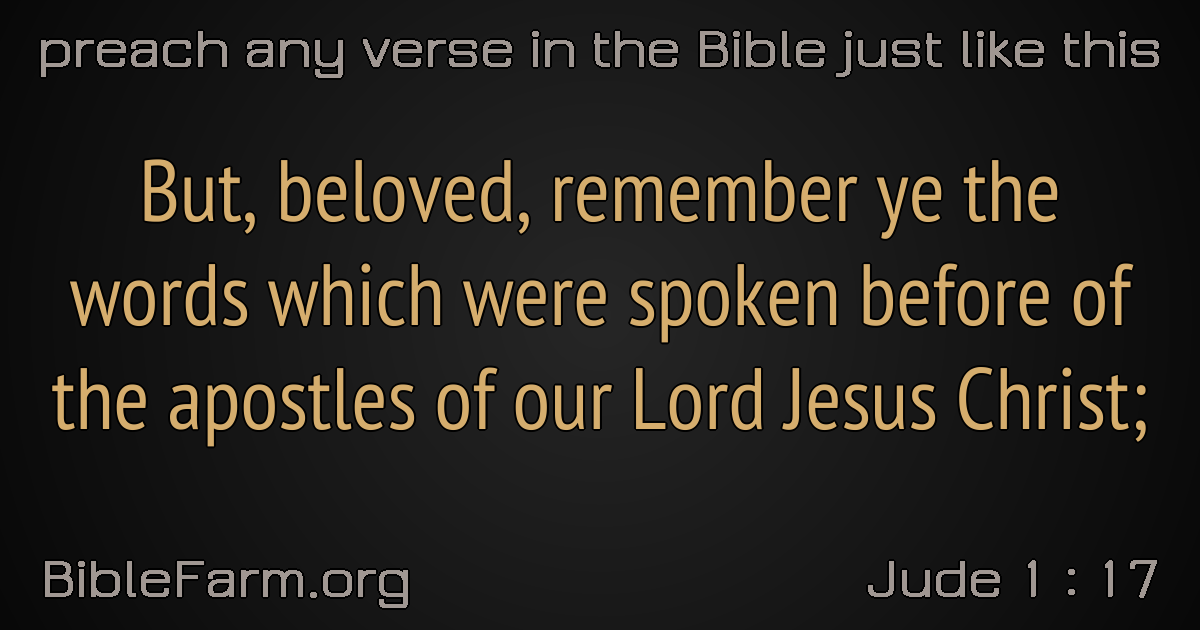 preach any verse in the Bible just like this
But, beloved, remember ye the
words which were spoken before of
the apostles of our Lord Jesus Christ;
BibleFarm.org
Jude 1 : 17